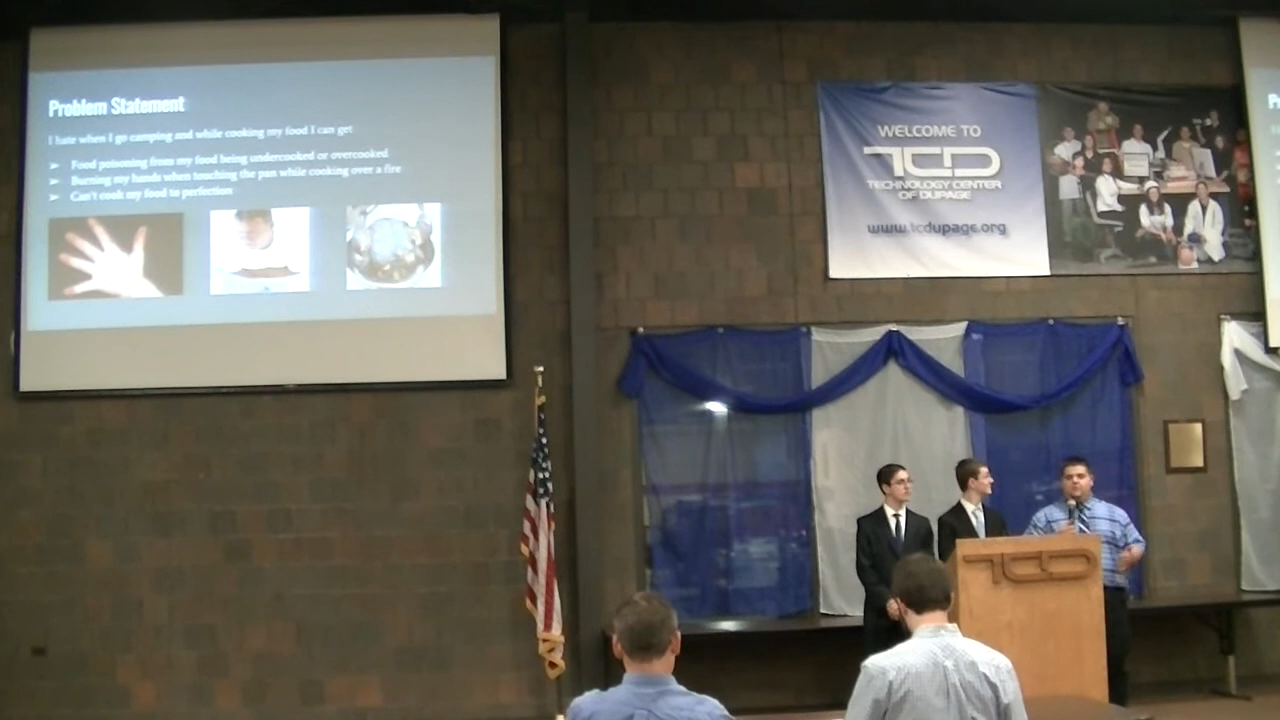 Problem Statement
I hate when I go camping and while cooking my food I can get
➢ Food poisoning from my food being undercooked or overcooked
➢ Burning my hands when touching the pan while cooking over a fire
➢ Can't cook my food to perfection
WELCOME TO
TCD
TECHNOLOGY CENTER
OF DUPAGE
www.tcdupage.org
TCD